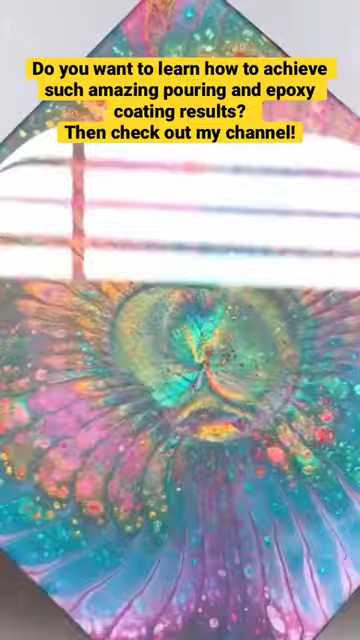 Do you want to learn how to achieve
such amazing pouring and epoxy
coating results?
Then check out my channel!